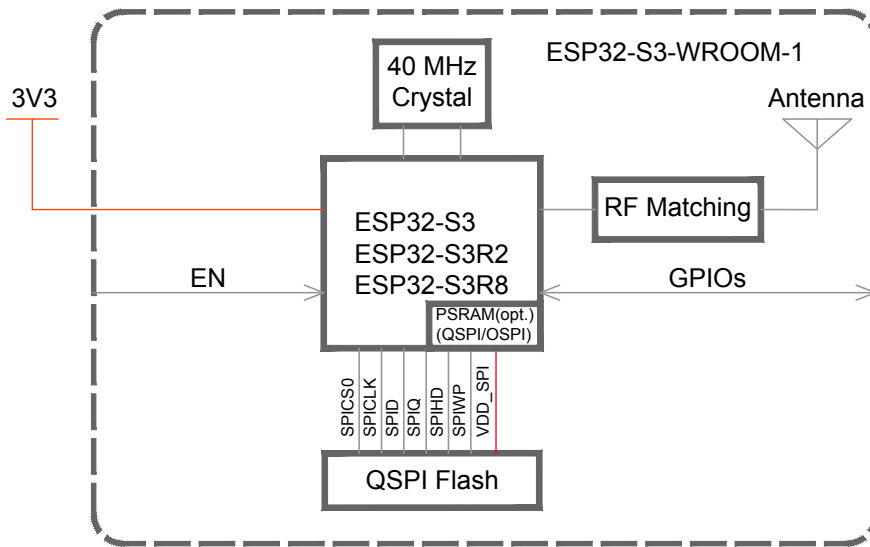 ESP32-S3-WROOM-1
40 MHz
Crystal
3V3
Antenna
RF Matching
ESP32-S3
ESP32-S3R2
ESP32-S3R8
EN
GPIOs
PSRAM(opt.)
(QSPI/OSPI)
SPICS0
SPICLK
SPID
SPIQ
SPIHD
SPIWP
VDD_SPI
QSPI Flash